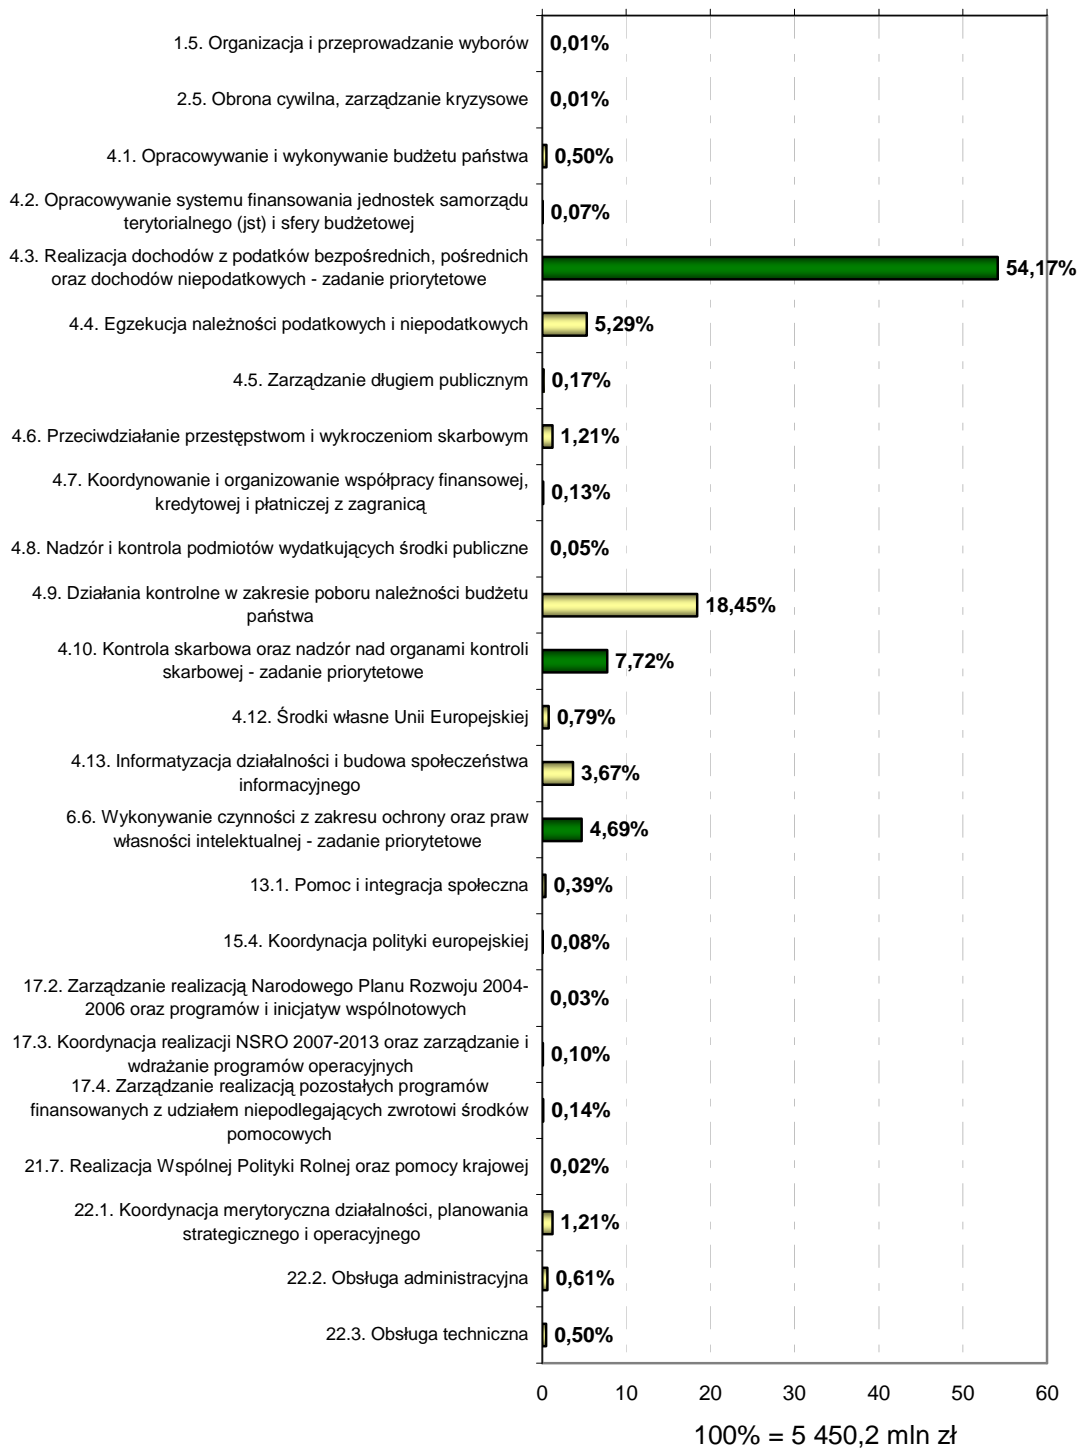 1.5. Organizacja i przeprowadzanie wyborów
0,01%
2.5. Obrona cywilna, zarządzanie kryzysowe
0,01%
4.1. Opracowywanie i wykonywanie budżetu państwa
0,50%
4.2. Opracowywanie systemu finansowania jednostek samorządu
terytorialnego (jst) i sfery budżetowej
0,07%
4.3. Realizacja dochodów z podatków bezpośrednich, pośrednich
oraz dochodów niepodatkowych - zadanie priorytetowe
54,17%
4.4. Egzekucja należności podatkowych i niepodatkowych
5,29%
4.5. Zarządzanie długiem publicznym
0,17%
4.6. Przeciwdziałanie przestępstwom i wykroczeniom skarbowym
1,21%
4.7. Koordynowanie i organizowanie współpracy finansowej,
kredytowej i płatniczej z zagranicą
0,13%
4.8. Nadzór i kontrola podmiotów wydatkujących środki publiczne
0,05%
4.9. Działania kontrolne w zakresie poboru należności budżetu
państwa
18,45%
4.10. Kontrola skarbowa oraz nadzór nad organami kontroli
skarbowej - zadanie priorytetowe
7,72%
4.12. Środki własne Unii Europejskiej
0,79%
4.13. Informatyzacja działalności i budowa społeczeństwa
informacyjnego
3,67%
6.6. Wykonywanie czynności z zakresu ochrony oraz praw
własności intelektualnej - zadanie priorytetowe
4,69%
13.1. Pomoc i integracja społeczna
0,39%
15.4. Koordynacja polityki europejskiej
0,08%
17.2. Zarządzanie realizacją Narodowego Planu Rozwoju 2004-
2006 oraz programów i inicjatyw wspólnotowych
0,03%
17.3. Koordynacja realizacji NSRO 2007-2013 oraz zarządzanie i
wdrażanie programów operacyjnych
0,10%
17.4. Zarządzanie realizacją pozostałych programów
finansowanych z udziałem niepodlegających zwrotowi środków
pomocowych
0,14%
21.7. Realizacja Wspólnej Polityki Rolnej oraz pomocy krajowej
0,02%
22.1. Koordynacja merytoryczna działalności, planowania
strategicznego i operacyjnego
1,21%
22.2. Obsługa administracyjna
0,61%
22.3. Obsługa techniczna
0,50%
0 10 20 30 40 50 60
100% = 5 450,2 mln zł